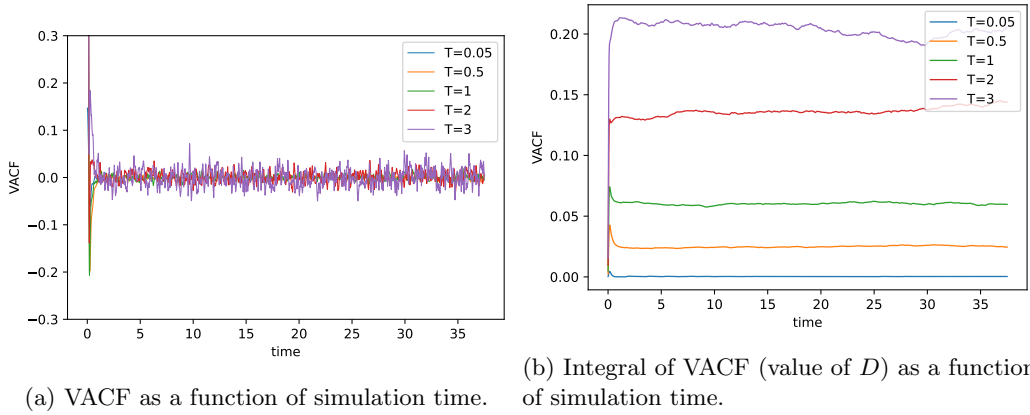 0.3
0.2
0.1
0.0
−0.1
−0.2
−0.3
VACF
0
5
10
15
20
25
30
35
time
T=0.05
T=0.5
T=1
T=2
T=3
(a) VACF as a function of simulation time.
0.20
0.15
0.10
0.05
0.00
VACF
0
5
10
15
20
25
30
35
time
T=0.05
T=0.5
T=1
T=2
T=3
(b) Integral of VACF (value of D) as a function
of simulation time.